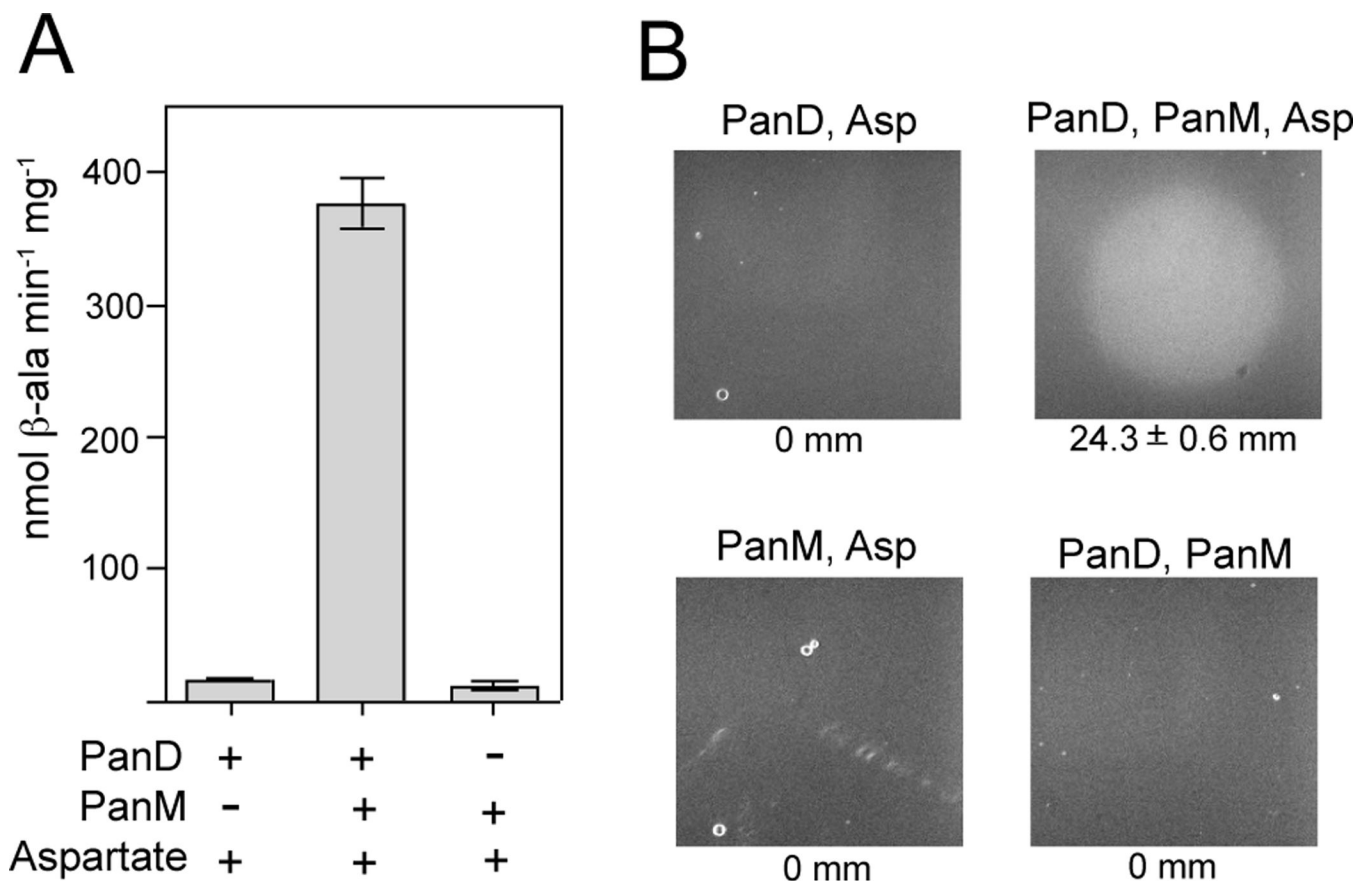 A
nmol β-ala min⁻¹ mg⁻¹
400
300
200
100
PanD + + -
PanM - + +
Aspartate + + +
B
PanD, Asp
0 mm
PanD, PanM, Asp
24.3 ± 0.6 mm
PanM, Asp
0 mm
PanD, PanM
0 mm